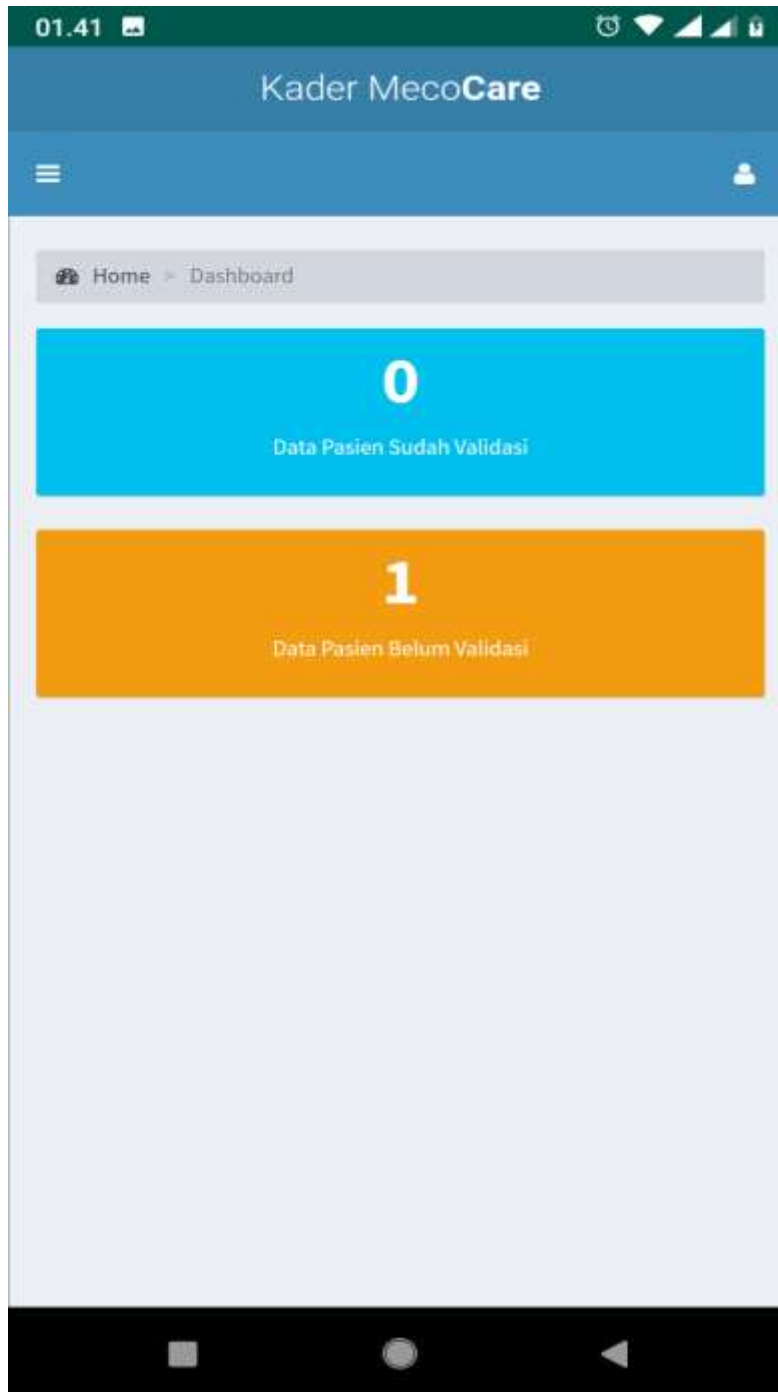 01.41
Kader MecoCare
Home > Dashboard
0
Data Pasien Sudah Validasi
1
Data Pasien Belum Validasi